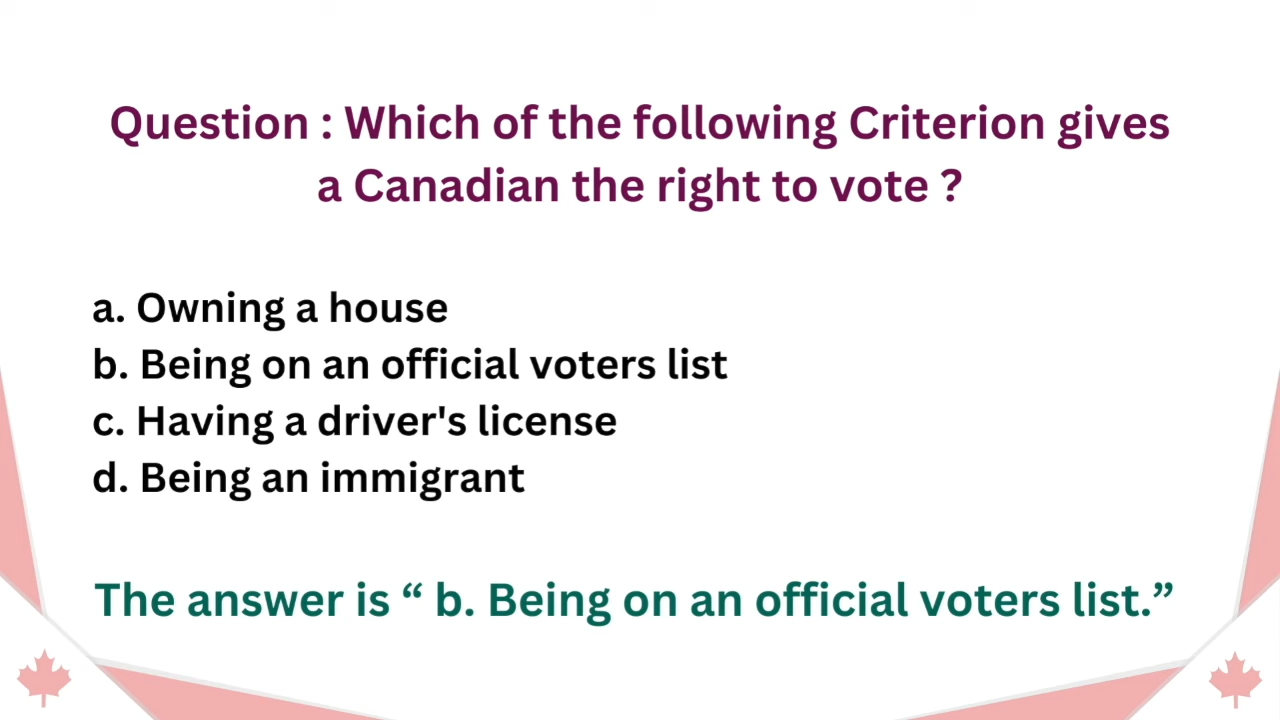 Question : Which of the following Criterion gives
a Canadian the right to vote ?
a. Owning a house
b. Being on an official voters list
c. Having a driver's license
d. Being an immigrant
The answer is “ b. Being on an official voters list.”